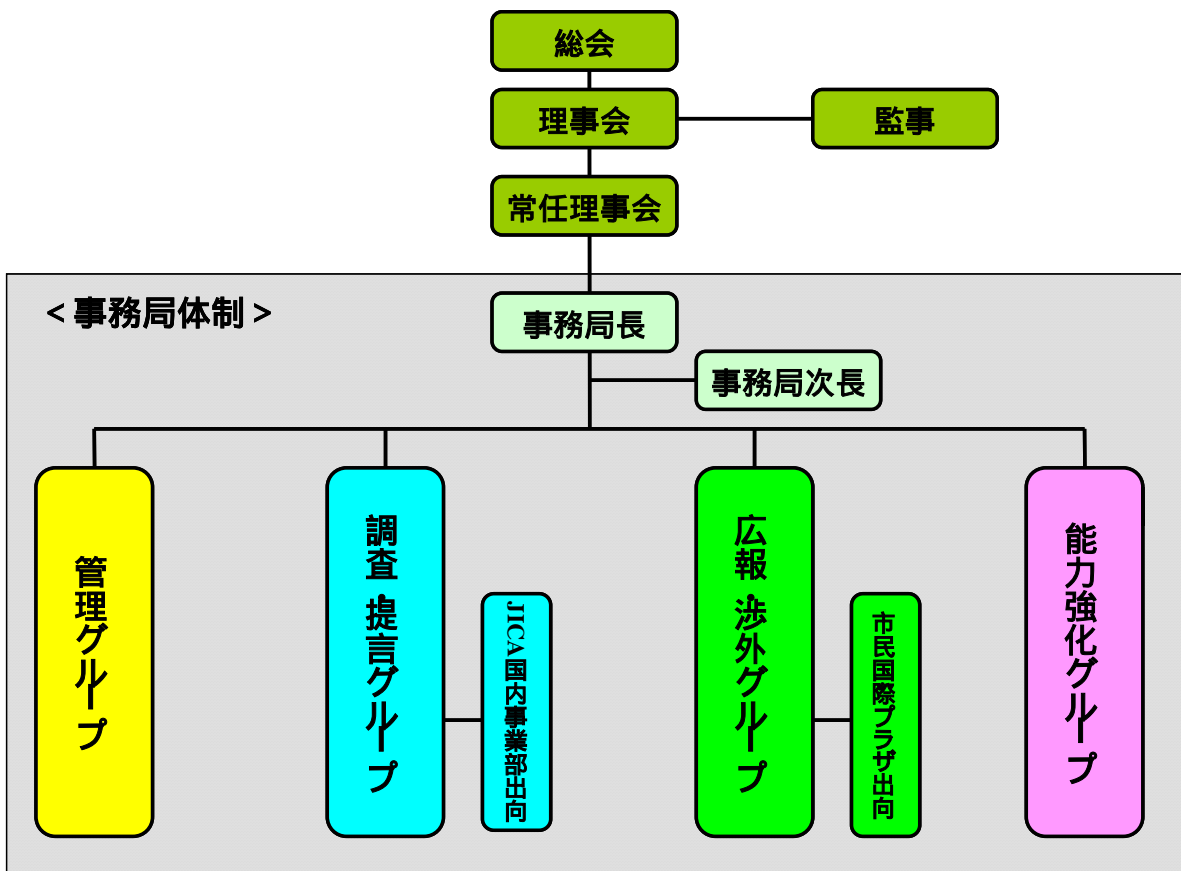 総会
理事会
監事
常任理事会
<事務局体制>
事務局長
事務局次長
管理グループ
調査・提言グループ
JICA国内事業部出向
広報・渉外グループ
市民国際プラザ出向
能力強化グループ